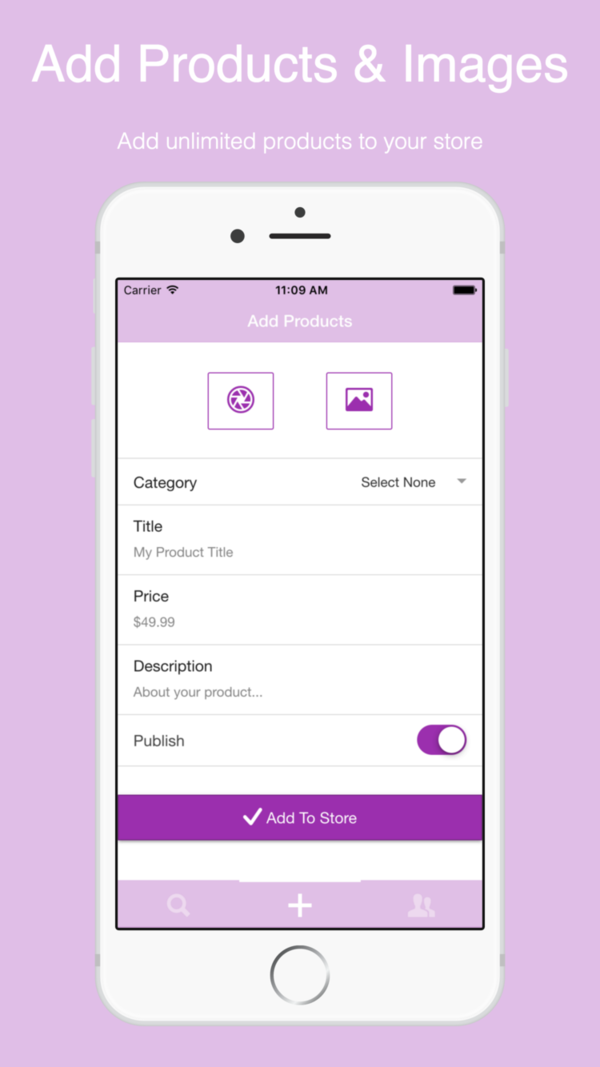 Add Products & Images
Add unlimited products to your store
Carrier 11:09 AM
Add Products
Category Select None
Title
My Product Title
Price
$49.99
Description
About your product...
Publish
Add To Store